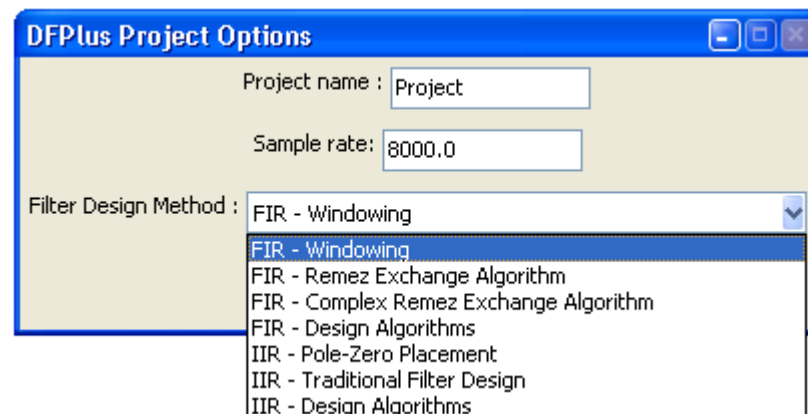 DFPlus Project Options
Project name : Project
Sample rate: 8000.0
Filter Design Method : FIR - Windowing
FIR - Windowing
FIR - Remez Exchange Algorithm
FIR - Complex Remez Exchange Algorithm
FIR - Design Algorithms
IIR - Pole-Zero Placement
IIR - Traditional Filter Design
IIR - Design Algorithms